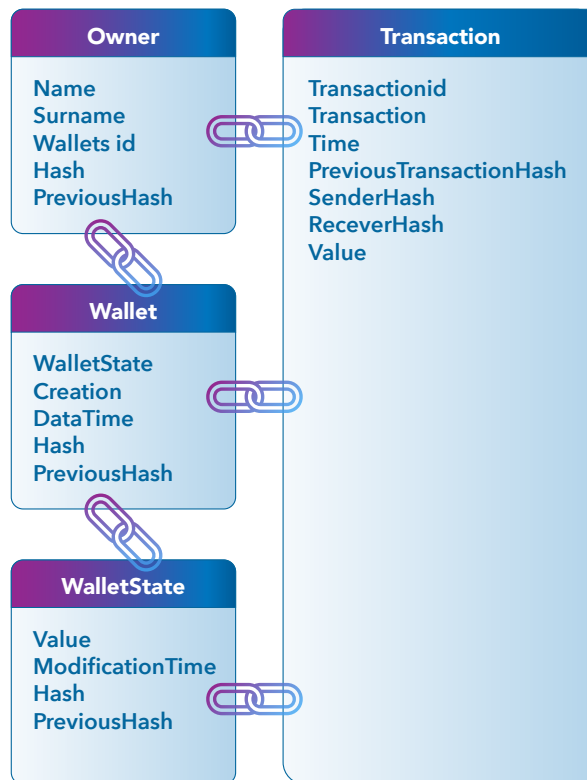 Owner
Name
Surname
Wallets id
Hash
PreviousHash
Transaction
Transactionid
Transaction
Time
PreviousTransactionHash
SenderHash
ReceverHash
Value
Wallet
WalletState
Creation
DataTime
Hash
PreviousHash
WalletState
Value
ModificationTime
Hash
PreviousHash